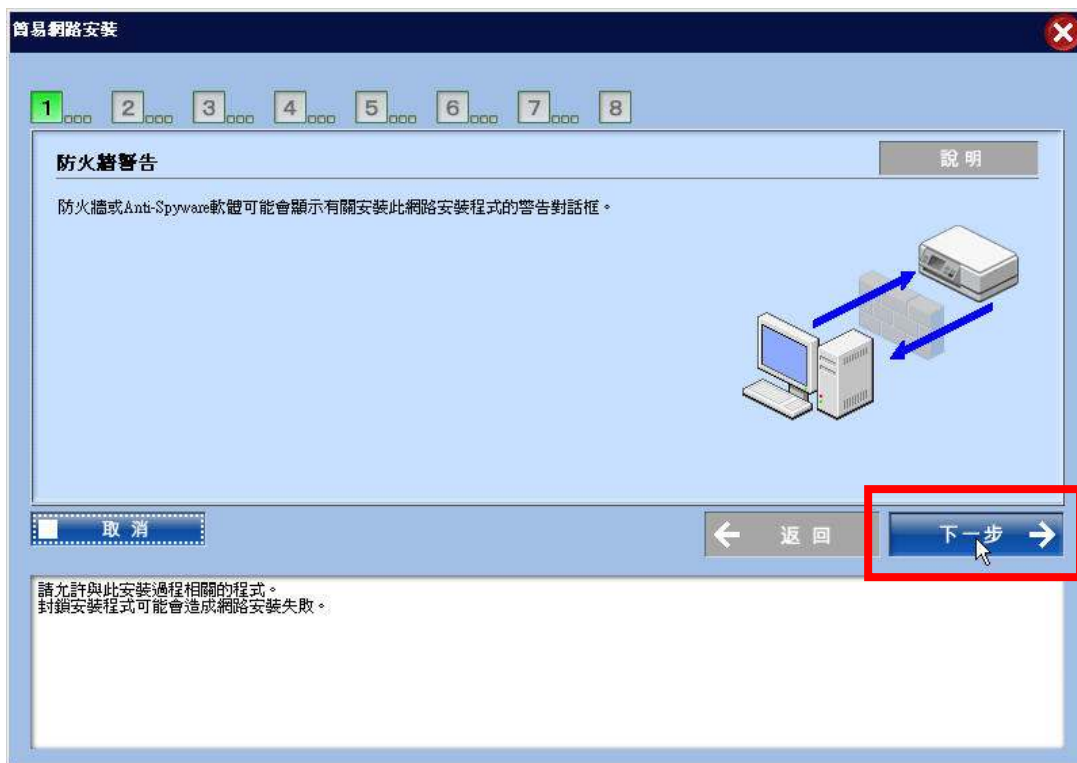 簡易網路安裝
1 2 3 4 5 6 7 8
防火牆警告
說明
防火牆或Anti-Spyware軟體可能會顯示有關安裝此網路安裝程式的警告對話框。
取消
返回
下一步
請允許與此安裝過程相關的程式。
封鎖安裝程式可能會造成網路安裝失敗。